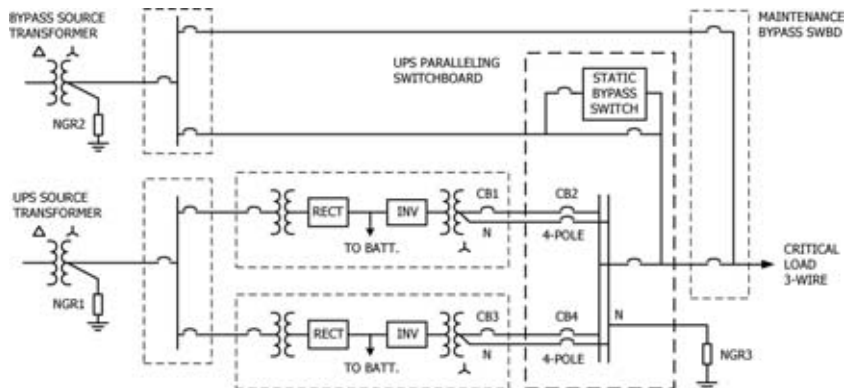 BYPASS SOURCE
TRANSFORMER
NGR2
MAINTENANCE
BYPASS SWBD
UPS PARALLELING
SWITCHBOARD
STATIC
BYPASS
SWITCH
UPS SOURCE
TRANSFORMER
NGR1
RECT
INV
TO BATT.
CB1
N
CB2
4-POLE
CRITICAL
LOAD
3-WIRE
RECT
INV
TO BATT.
CB3
N
CB4
4-POLE
N
NGR3